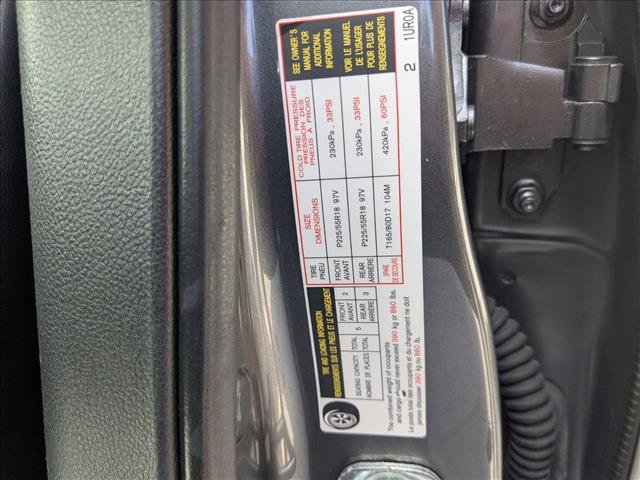 TIRE AND LOADING INFORMATION
RENSEIGNEMENTS SUR LES PNEUS ET LE CHARGEMENT
SEATING CAPACITY TOTAL 5 FRONT AVANT 2 REAR ARRIÈRE 3
NOMBRE DE PLACES TOTAL
The combined weight of occupants
and cargo should never exceed 390 kg or 860 lbs.
Le poids total des occupants et du chargement ne doit
jamais dépasser 390 kg ou 860 lb.
TIRE PNEU
SIZE DIMENSIONS
COLD TIRE PRESSURE
PRESSION DES
PNEUS À FROID
FRONT AVANT P225/55R18 97V 230kPa , 33PSI
REAR ARRIERE P225/55R18 97V 230kPa , 33PSI
SPARE DE SECOURS T165/80D17 104M 420kPa , 60PSI
SEE OWNER'S
MANUAL FOR
ADDITIONAL
INFORMATION
VOIR LE MANUEL
DE L'USAGER
POUR PLUS DE
RENSEIGNEMENTS
2 1UR0A